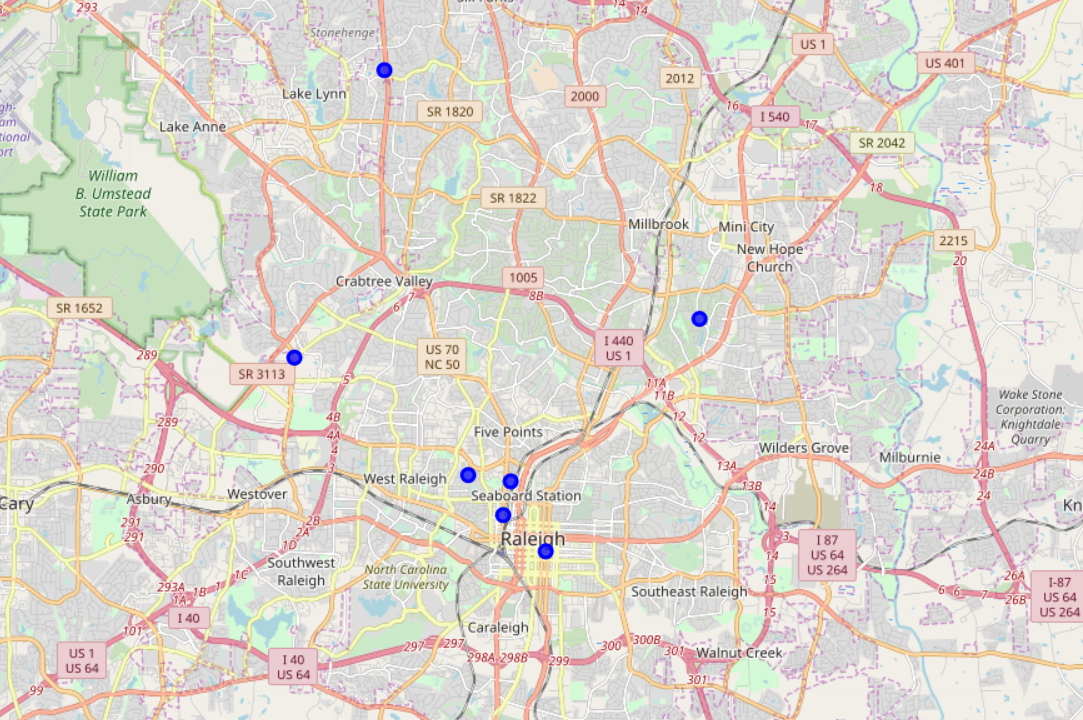 293
Six Forks
14
14
Stonehenge
US 1
US 401
2012
Lake Lynn
2000
16
SR 1820
I 540
17
Lake Anne
SR 2042
William
B. Umstead
State Park
18
SR 1822
Millbrook
Mini City
2215
New Hope
Church
20
Crabtree Valley
1005
7
8B
6
SR 1652
I 440
US 1
289
US 70
NC 50
SR 3113
5
11A
11B
Wake Stone
Corporation:
Knightdale
Quarry
289
4B
12
4A
Five Points
12
4
Wilders Grove
24A
Milburnie
290
3
13A
24B
West Raleigh
13B
Cary
Asbury
Westover
Seaboard Station
24
14
Kn
291
2B
291
2A
Raleigh
3
14
I 87
US 64
US 264
1D
Southwest
Raleigh
North Carolina
State University
1C
15
26A
293A
1B
1A
Southeast Raleigh
6
6
7
26B
I-87
US 64
US 264
I 40
15
101
Caraleigh
297
297
300
300B
US 1
US 64
I 40
US 64
298A
298B
299
301
Walnut Creek
301
99